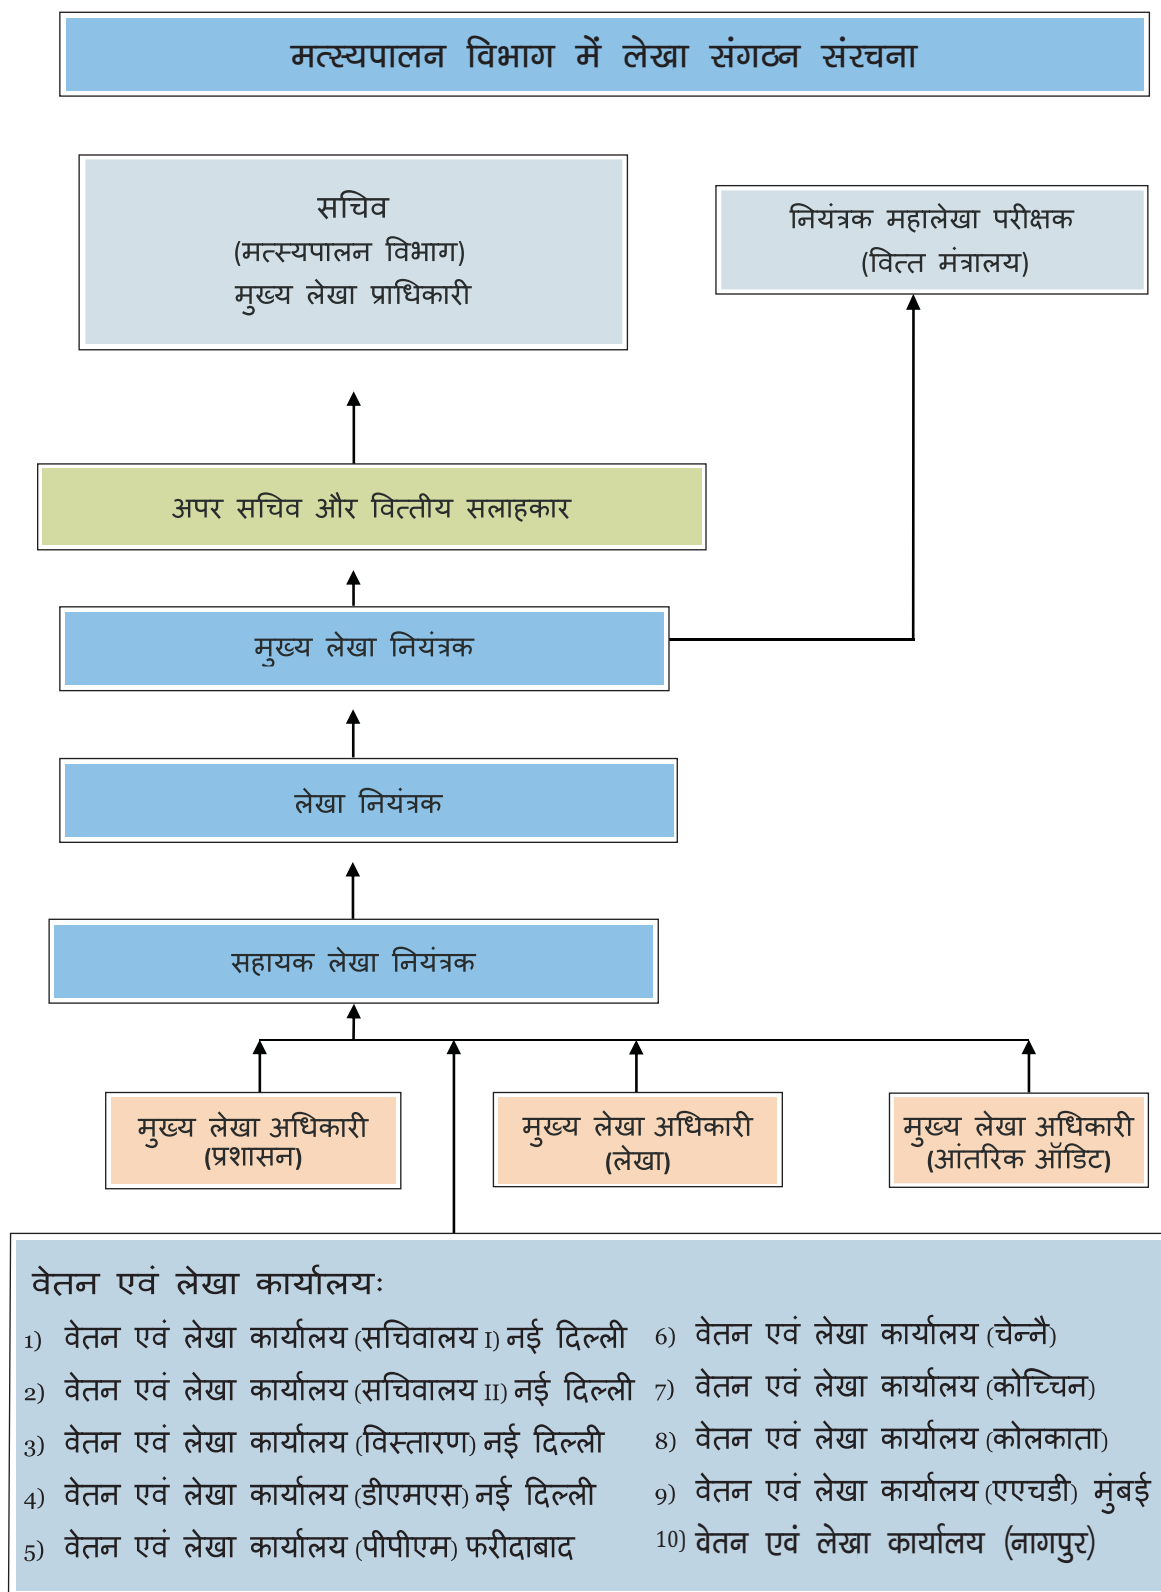 मत्स्यपालन विभाग में लेखा संगठन संरचना
सचिव
(मत्स्यपालन विभाग)
मुख्य लेखा प्राधिकारी
नियंत्रक महालेखा परीक्षक
(वित्त मंत्रालय)
अपर सचिव और वित्तीय सलाहकार
मुख्य लेखा नियंत्रक
लेखा नियंत्रक
सहायक लेखा नियंत्रक
मुख्य लेखा अधिकारी
(प्रशासन)
मुख्य लेखा अधिकारी
(लेखा)
मुख्य लेखा अधिकारी
(आंतरिक ऑडिट)
वेतन एवं लेखा कार्यालयः
1) वेतन एवं लेखा कार्यालय (सचिवालय I) नई दिल्ली
2) वेतन एवं लेखा कार्यालय (सचिवालय II) नई दिल्ली
3) वेतन एवं लेखा कार्यालय (विस्तारण) नई दिल्ली
4) वेतन एवं लेखा कार्यालय (डीएमएस) नई दिल्ली
5) वेतन एवं लेखा कार्यालय (पीपीएम) फरीदाबाद
6) वेतन एवं लेखा कार्यालय (चेन्नै)
7) वेतन एवं लेखा कार्यालय (कोच्चिन)
8) वेतन एवं लेखा कार्यालय (कोलकाता)
9) वेतन एवं लेखा कार्यालय (एएचडी) मुंबई
10) वेतन एवं लेखा कार्यालय (नागपुर)